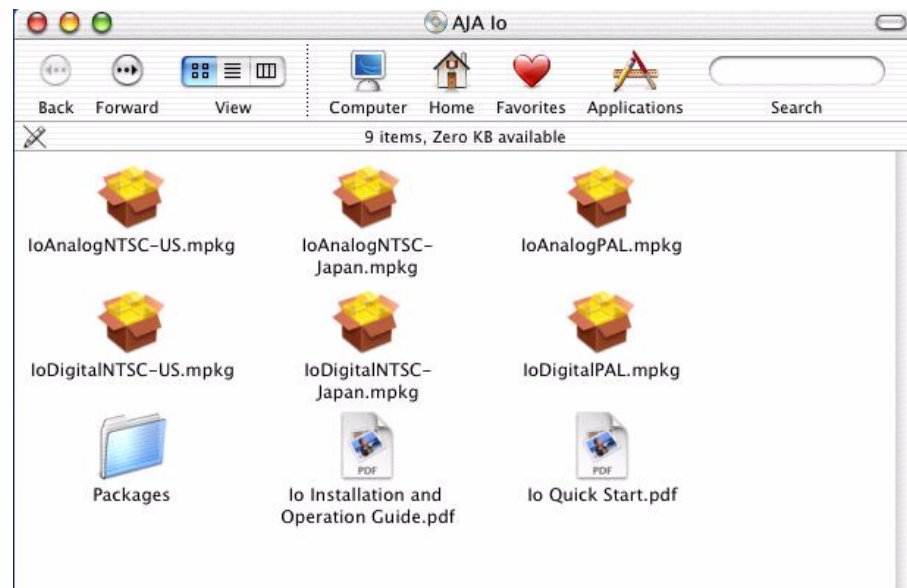 AJA Io
Back Forward View Computer Home Favorites Applications Search
9 items, Zero KB available
IoAnalogNTSC-US.mpkg
IoAnalogNTSC-
Japan.mpkg
IoAnalogPAL.mpkg
IoDigitalNTSC-US.mpkg
IoDigitalNTSC-
Japan.mpkg
IoDigitalPAL.mpkg
Packages
PDF
Io Installation and
Operation Guide.pdf
PDF
Io Quick Start.pdf